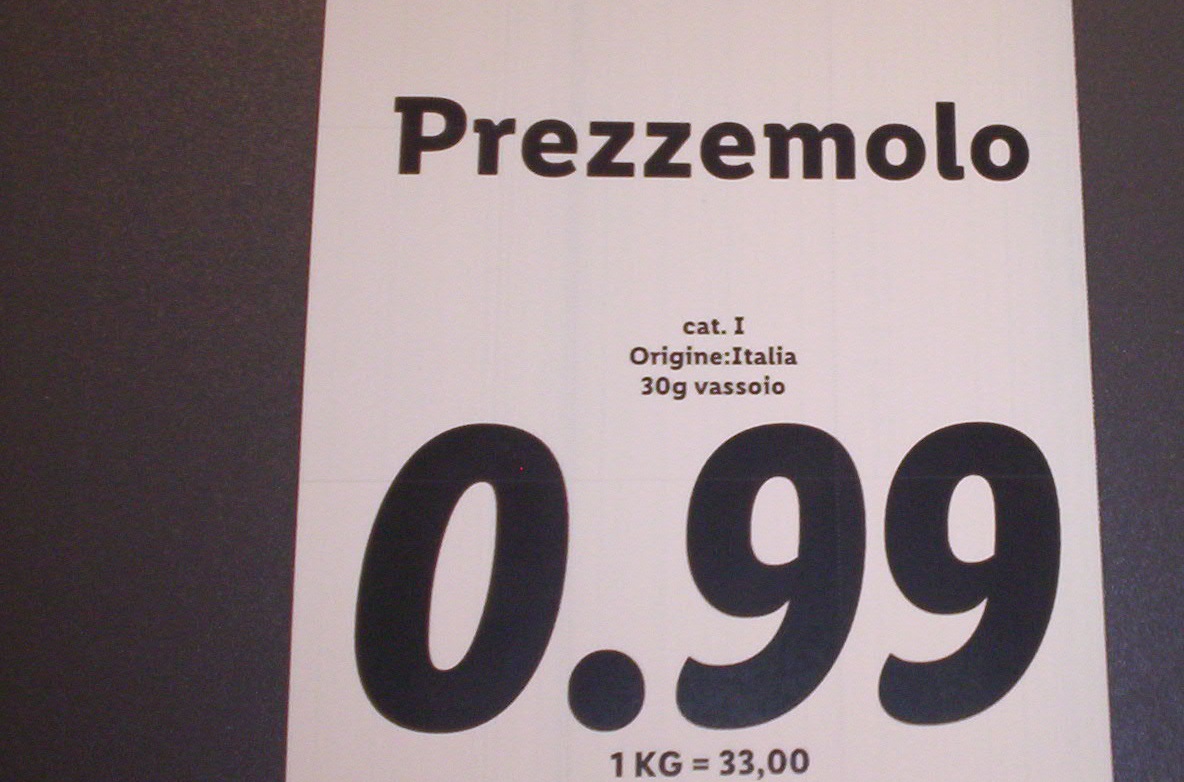 Prezzemolo
cat. I
Origine:Italia
30g vassoio
0.99
1 KG = 33,00